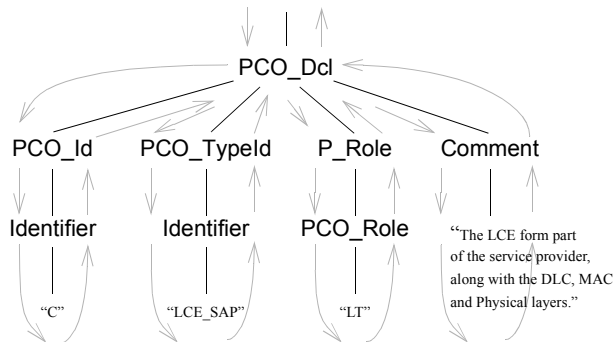 PCO_Dcl
PCO_Id PCO_TypeId P_Role Comment
Identifier Identifier PCO_Role
“The LCE form part
of the service provider,
along with the DLC, MAC
and Physical layers.”
“C” “LCE_SAP” “LT”